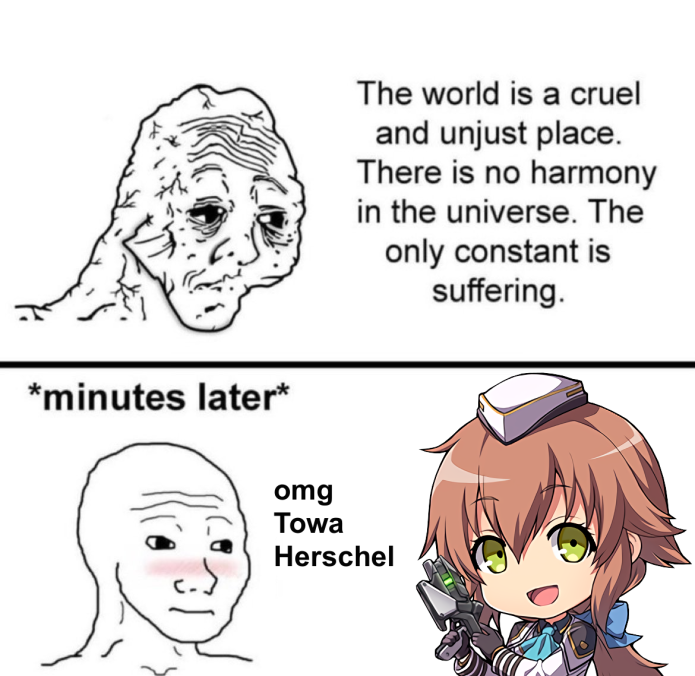 The world is a cruel
and unjust place.
There is no harmony
in the universe. The
only constant is
suffering.
*minutes later*
omg
Towa
Herschel